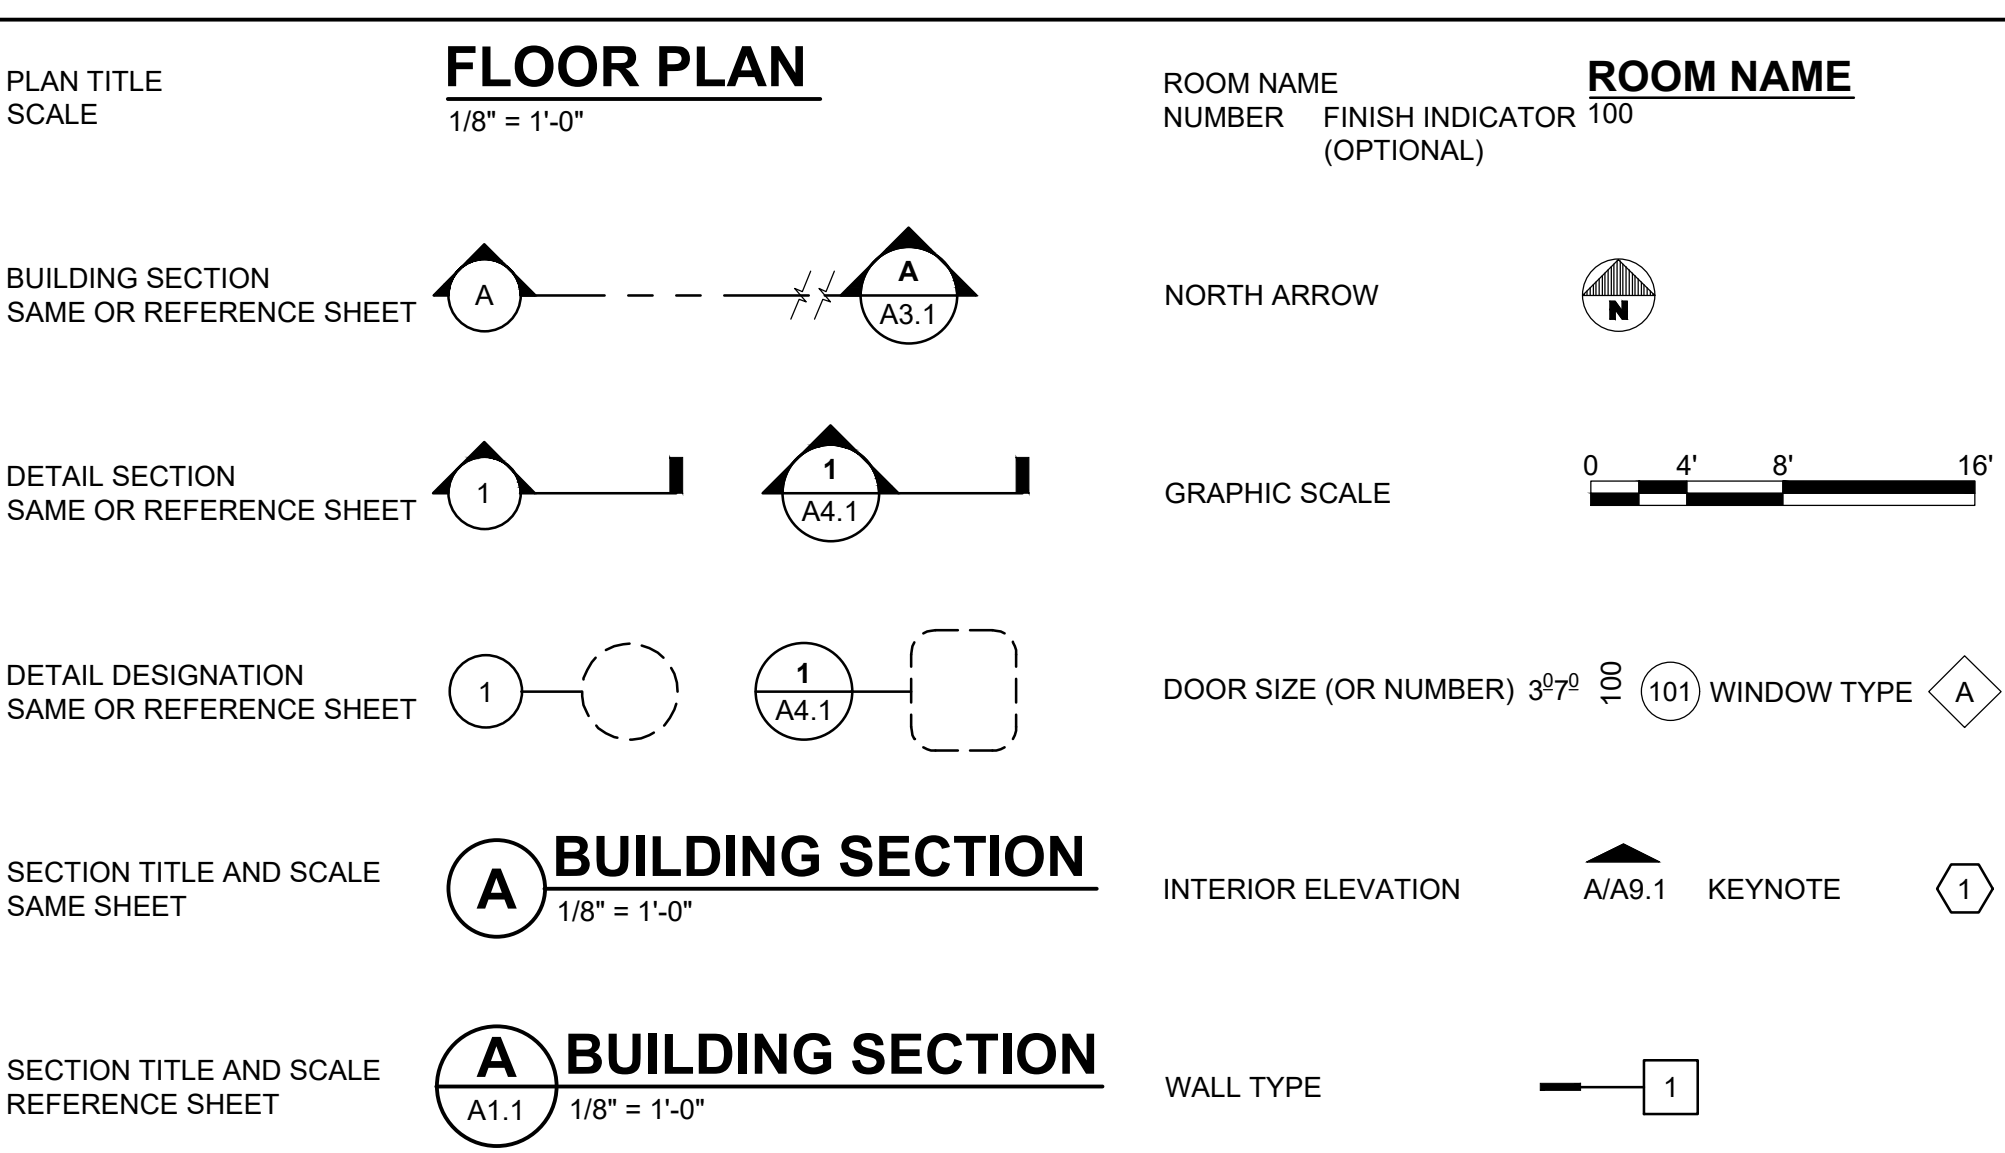 PLAN TITLE
SCALE
FLOOR PLAN
1/8" = 1'-0"
BUILDING SECTION
SAME OR REFERENCE SHEET
A
A
A3.1
DETAIL SECTION
SAME OR REFERENCE SHEET
1
1
A4.1
DETAIL DESIGNATION
SAME OR REFERENCE SHEET
1
1
A4.1
SECTION TITLE AND SCALE
SAME SHEET
A
BUILDING SECTION
1/8" = 1'-0"
SECTION TITLE AND SCALE
REFERENCE SHEET
A
A1.1
BUILDING SECTION
1/8" = 1'-0"
ROOM NAME
NUMBER FINISH INDICATOR
(OPTIONAL)
ROOM NAME
100
NORTH ARROW
N
GRAPHIC SCALE
0 4' 8' 16'
DOOR SIZE (OR NUMBER) 3⁰7⁰ 100 101 WINDOW TYPE A
INTERIOR ELEVATION A/A9.1 KEYNOTE 1
WALL TYPE 1